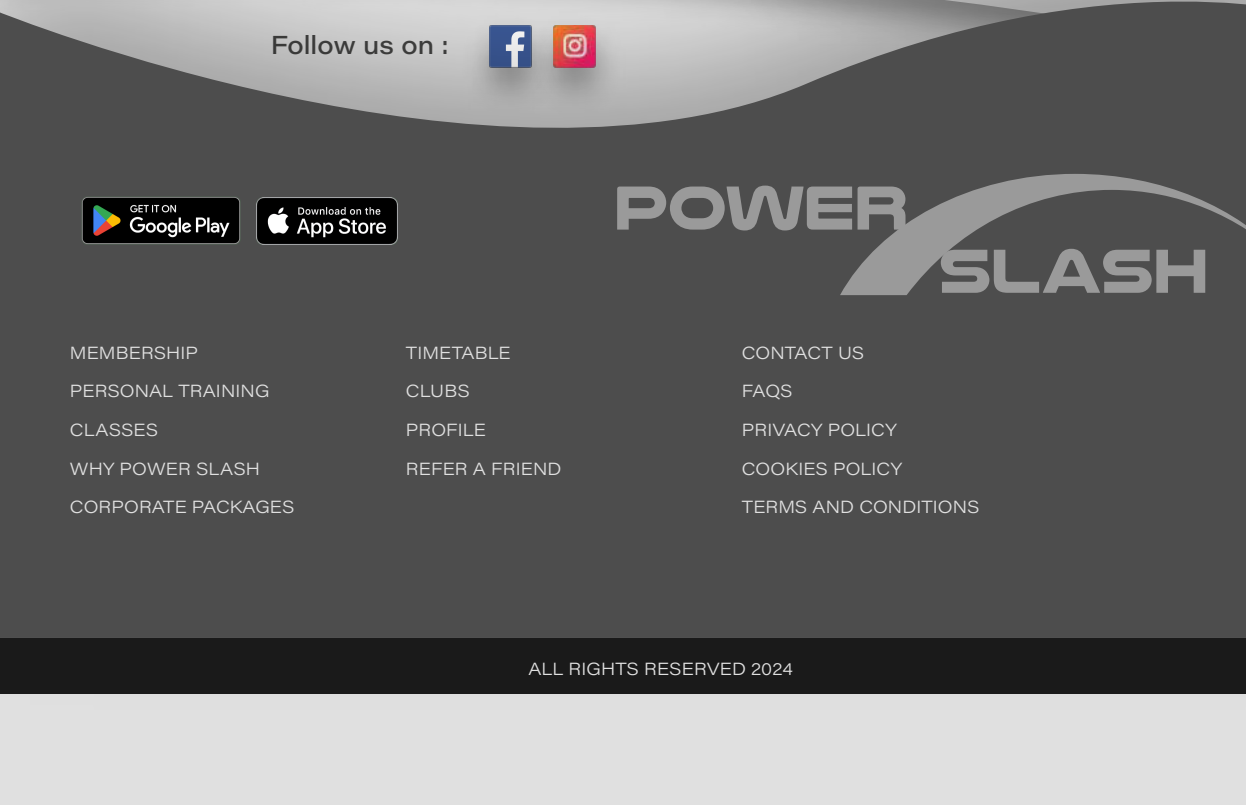 Follow us on :
GET IT ON
Google Play
Download on the
App Store
POWER
SLASH
MEMBERSHIP
PERSONAL TRAINING
CLASSES
WHY POWER SLASH
CORPORATE PACKAGES
TIMETABLE
CLUBS
PROFILE
REFER A FRIEND
CONTACT US
FAQS
PRIVACY POLICY
COOKIES POLICY
TERMS AND CONDITIONS
ALL RIGHTS RESERVED 2024